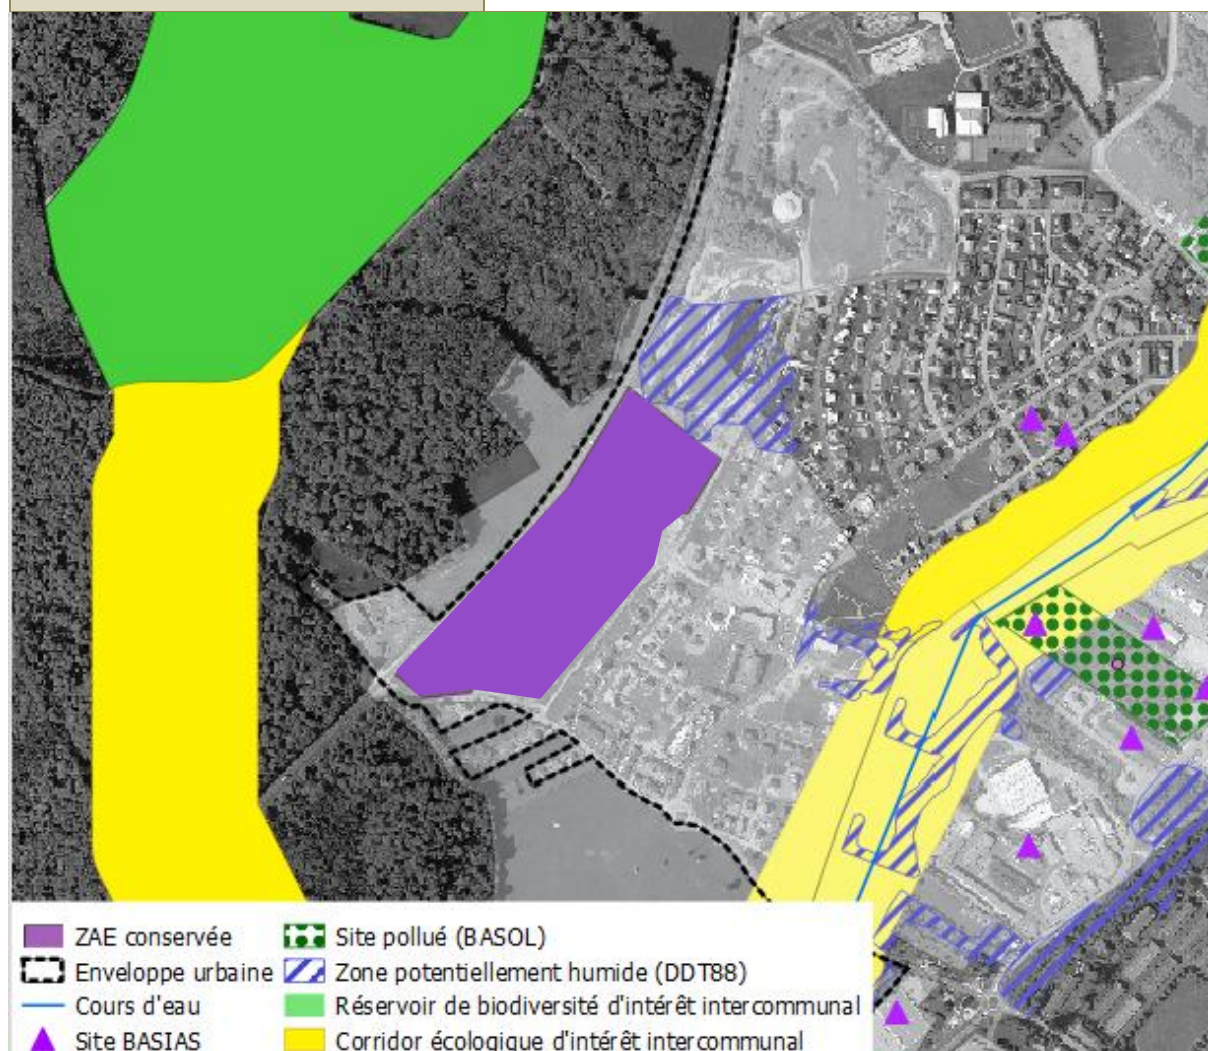 ZAE conservée
Site pollué (BASOL)
Enveloppe urbaine
Zone potentiellement humide (DDT88)
Cours d'eau
Réservoir de biodiversité d'intérêt intercommunal
Site BASIAS
Corridor écologique d'intérêt intercommunal